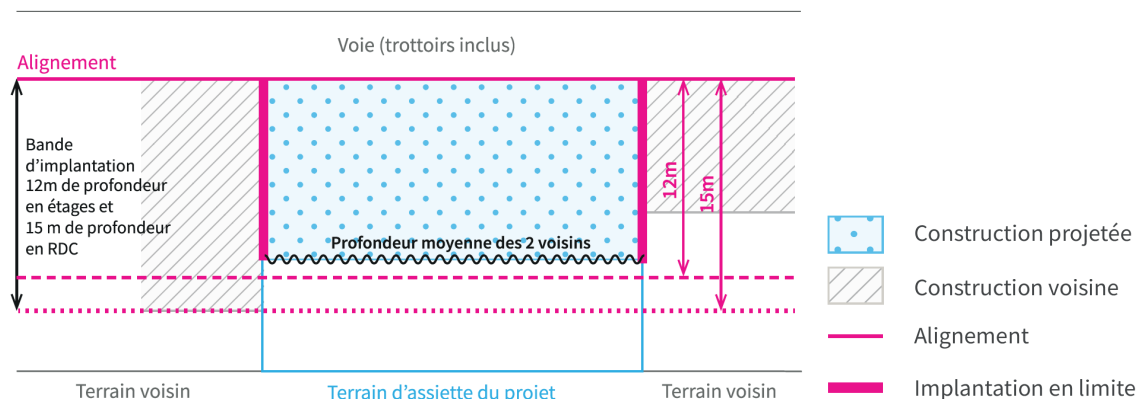 Voie (trottoirs inclus)
Alignement
Bande
d’implantation
12m de profondeur
en étages et
15 m de profondeur
en RDC
12m
15m
Profondeur moyenne des 2 voisins
Terrain voisin
Terrain d’assiette du projet
Terrain voisin
Construction projetée
Construction voisine
Alignement
Implantation en limite